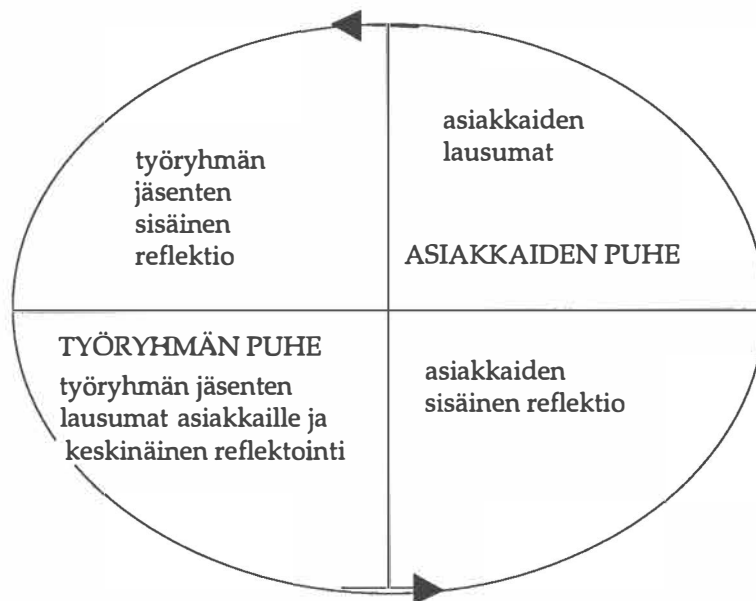 työryhmän
jäsenten
sisäinen
reflektio
asiakkaiden
lausumat
ASIAKKAIDEN PUHE
TYÖRYHMÄN PUHE
työryhmän jäsenten
lausumat asiakkaille ja
keskinäinen reflektointi
asiakkaiden
sisäinen reflektio